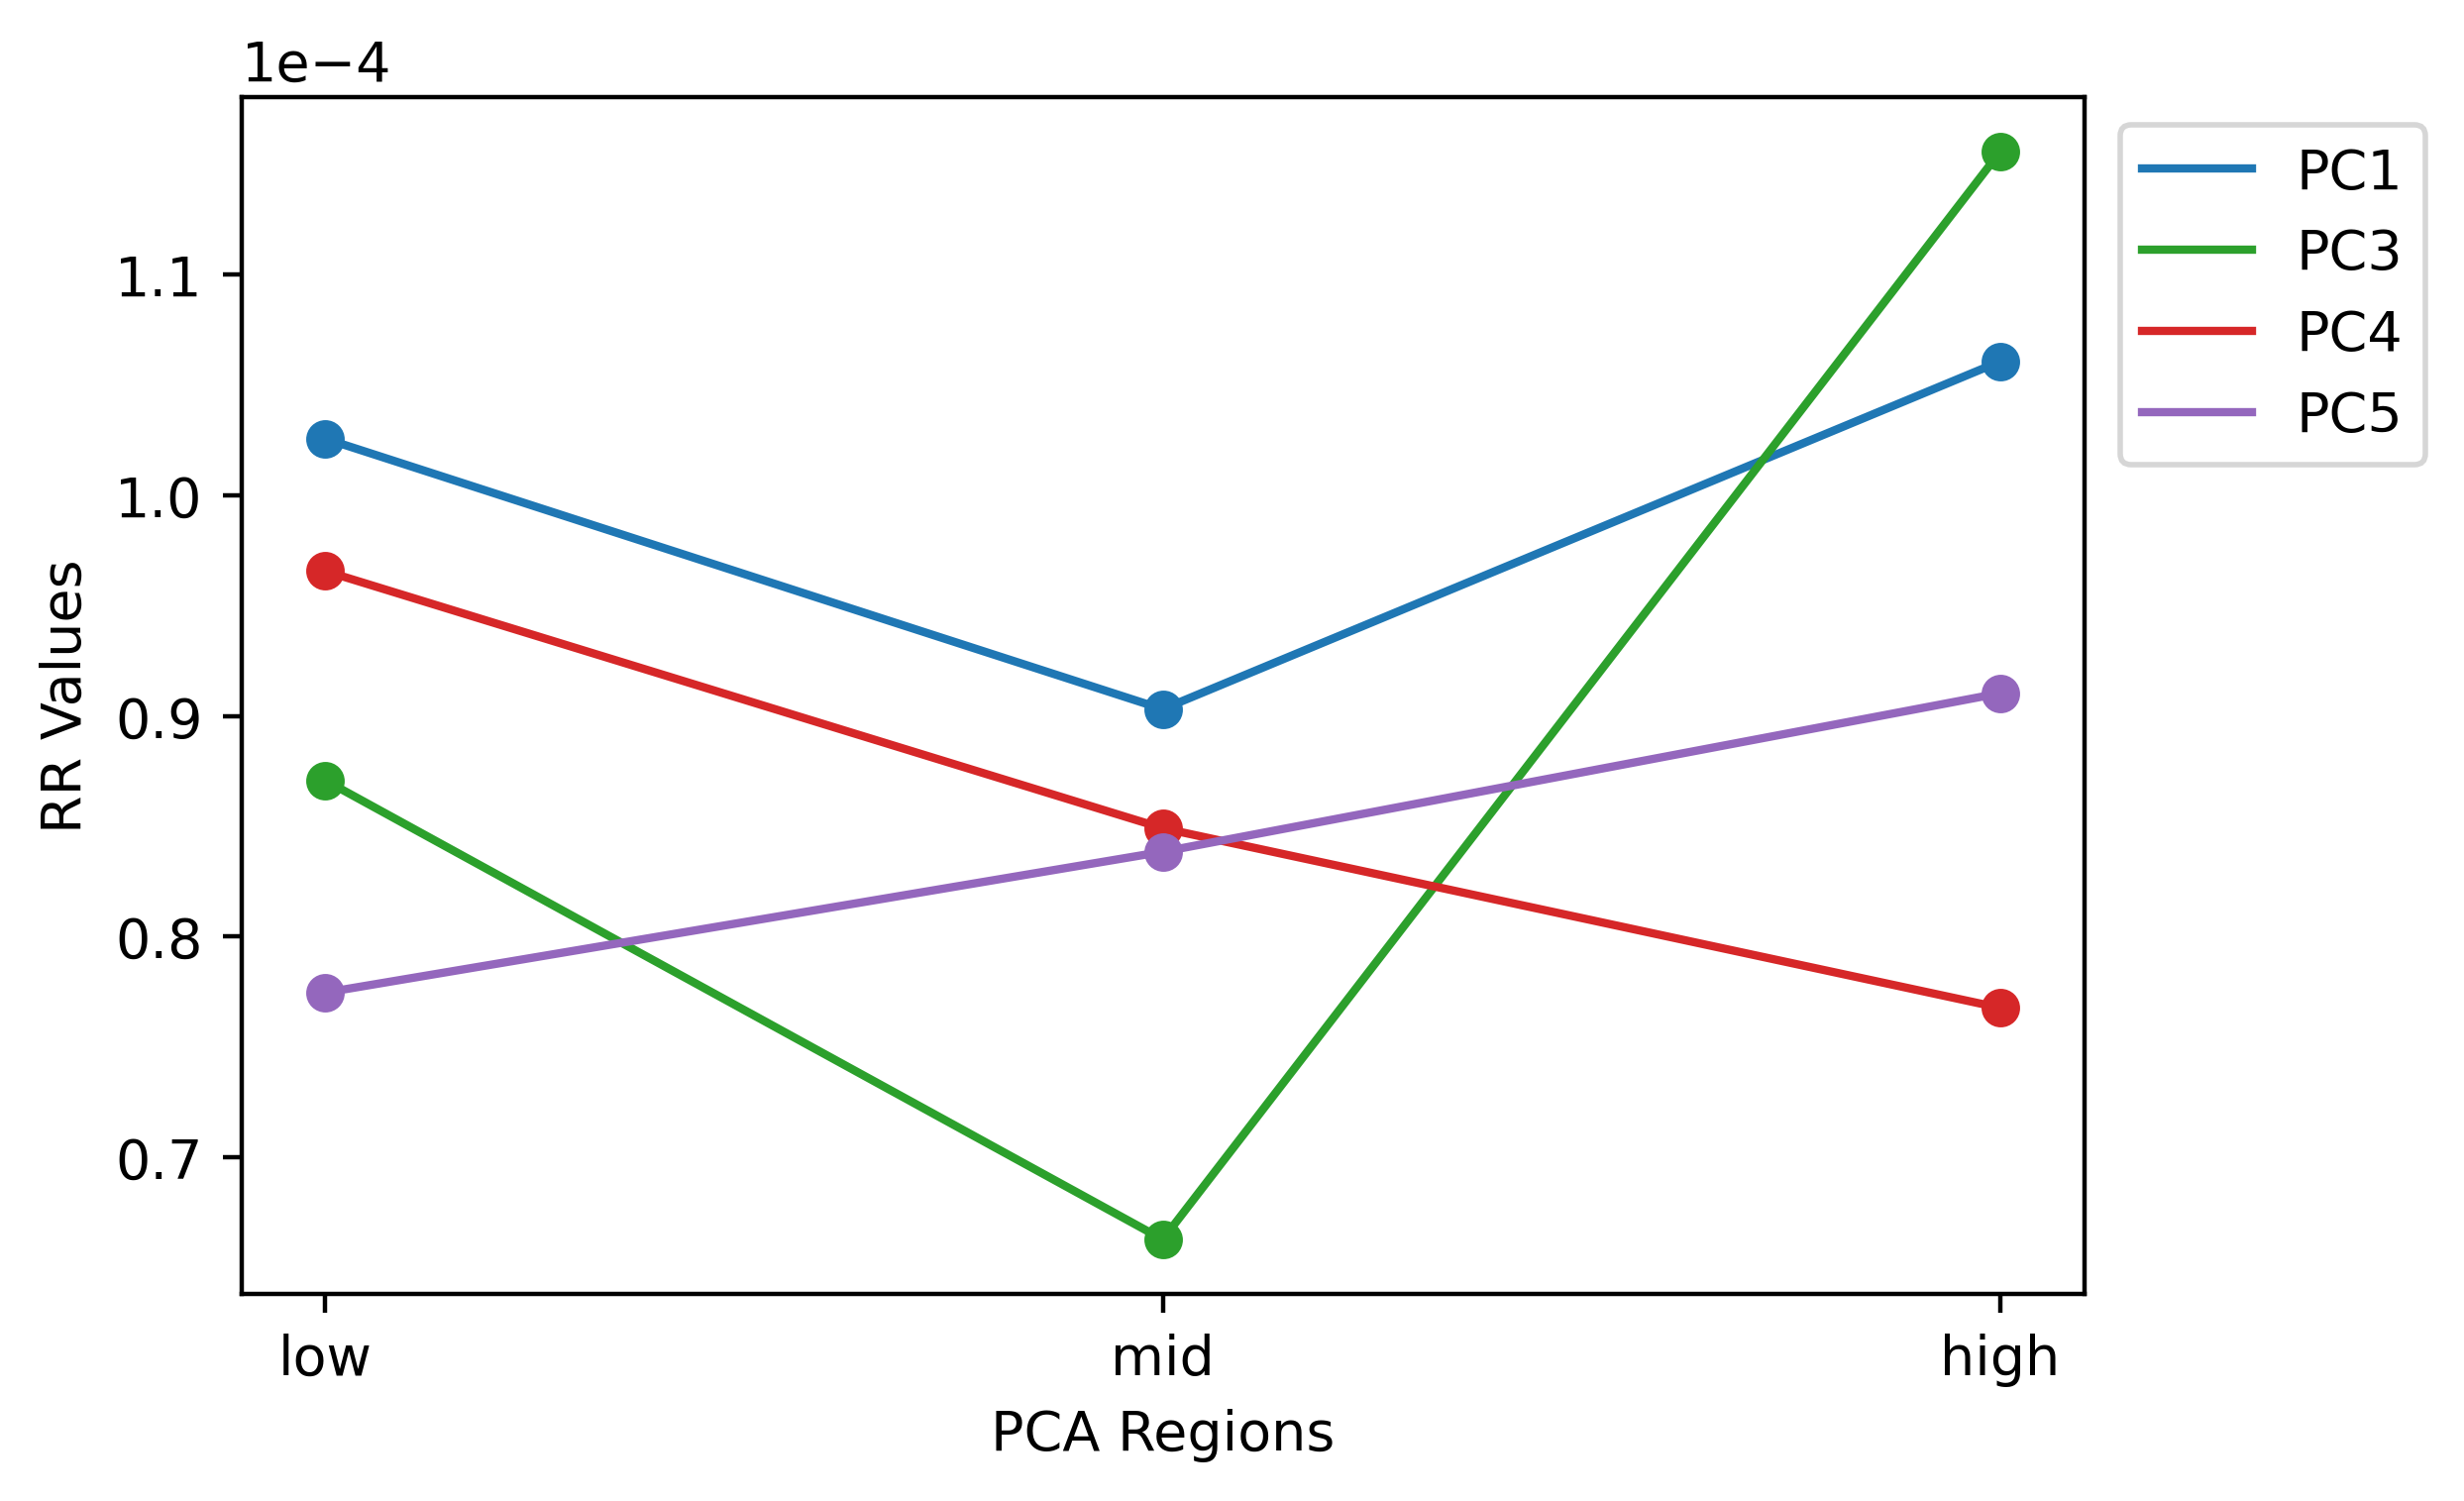 1e−4
1.1
1.0
0.9
0.8
0.7
RR Values
low
mid
high
PCA Regions
PC1
PC3
PC4
PC5